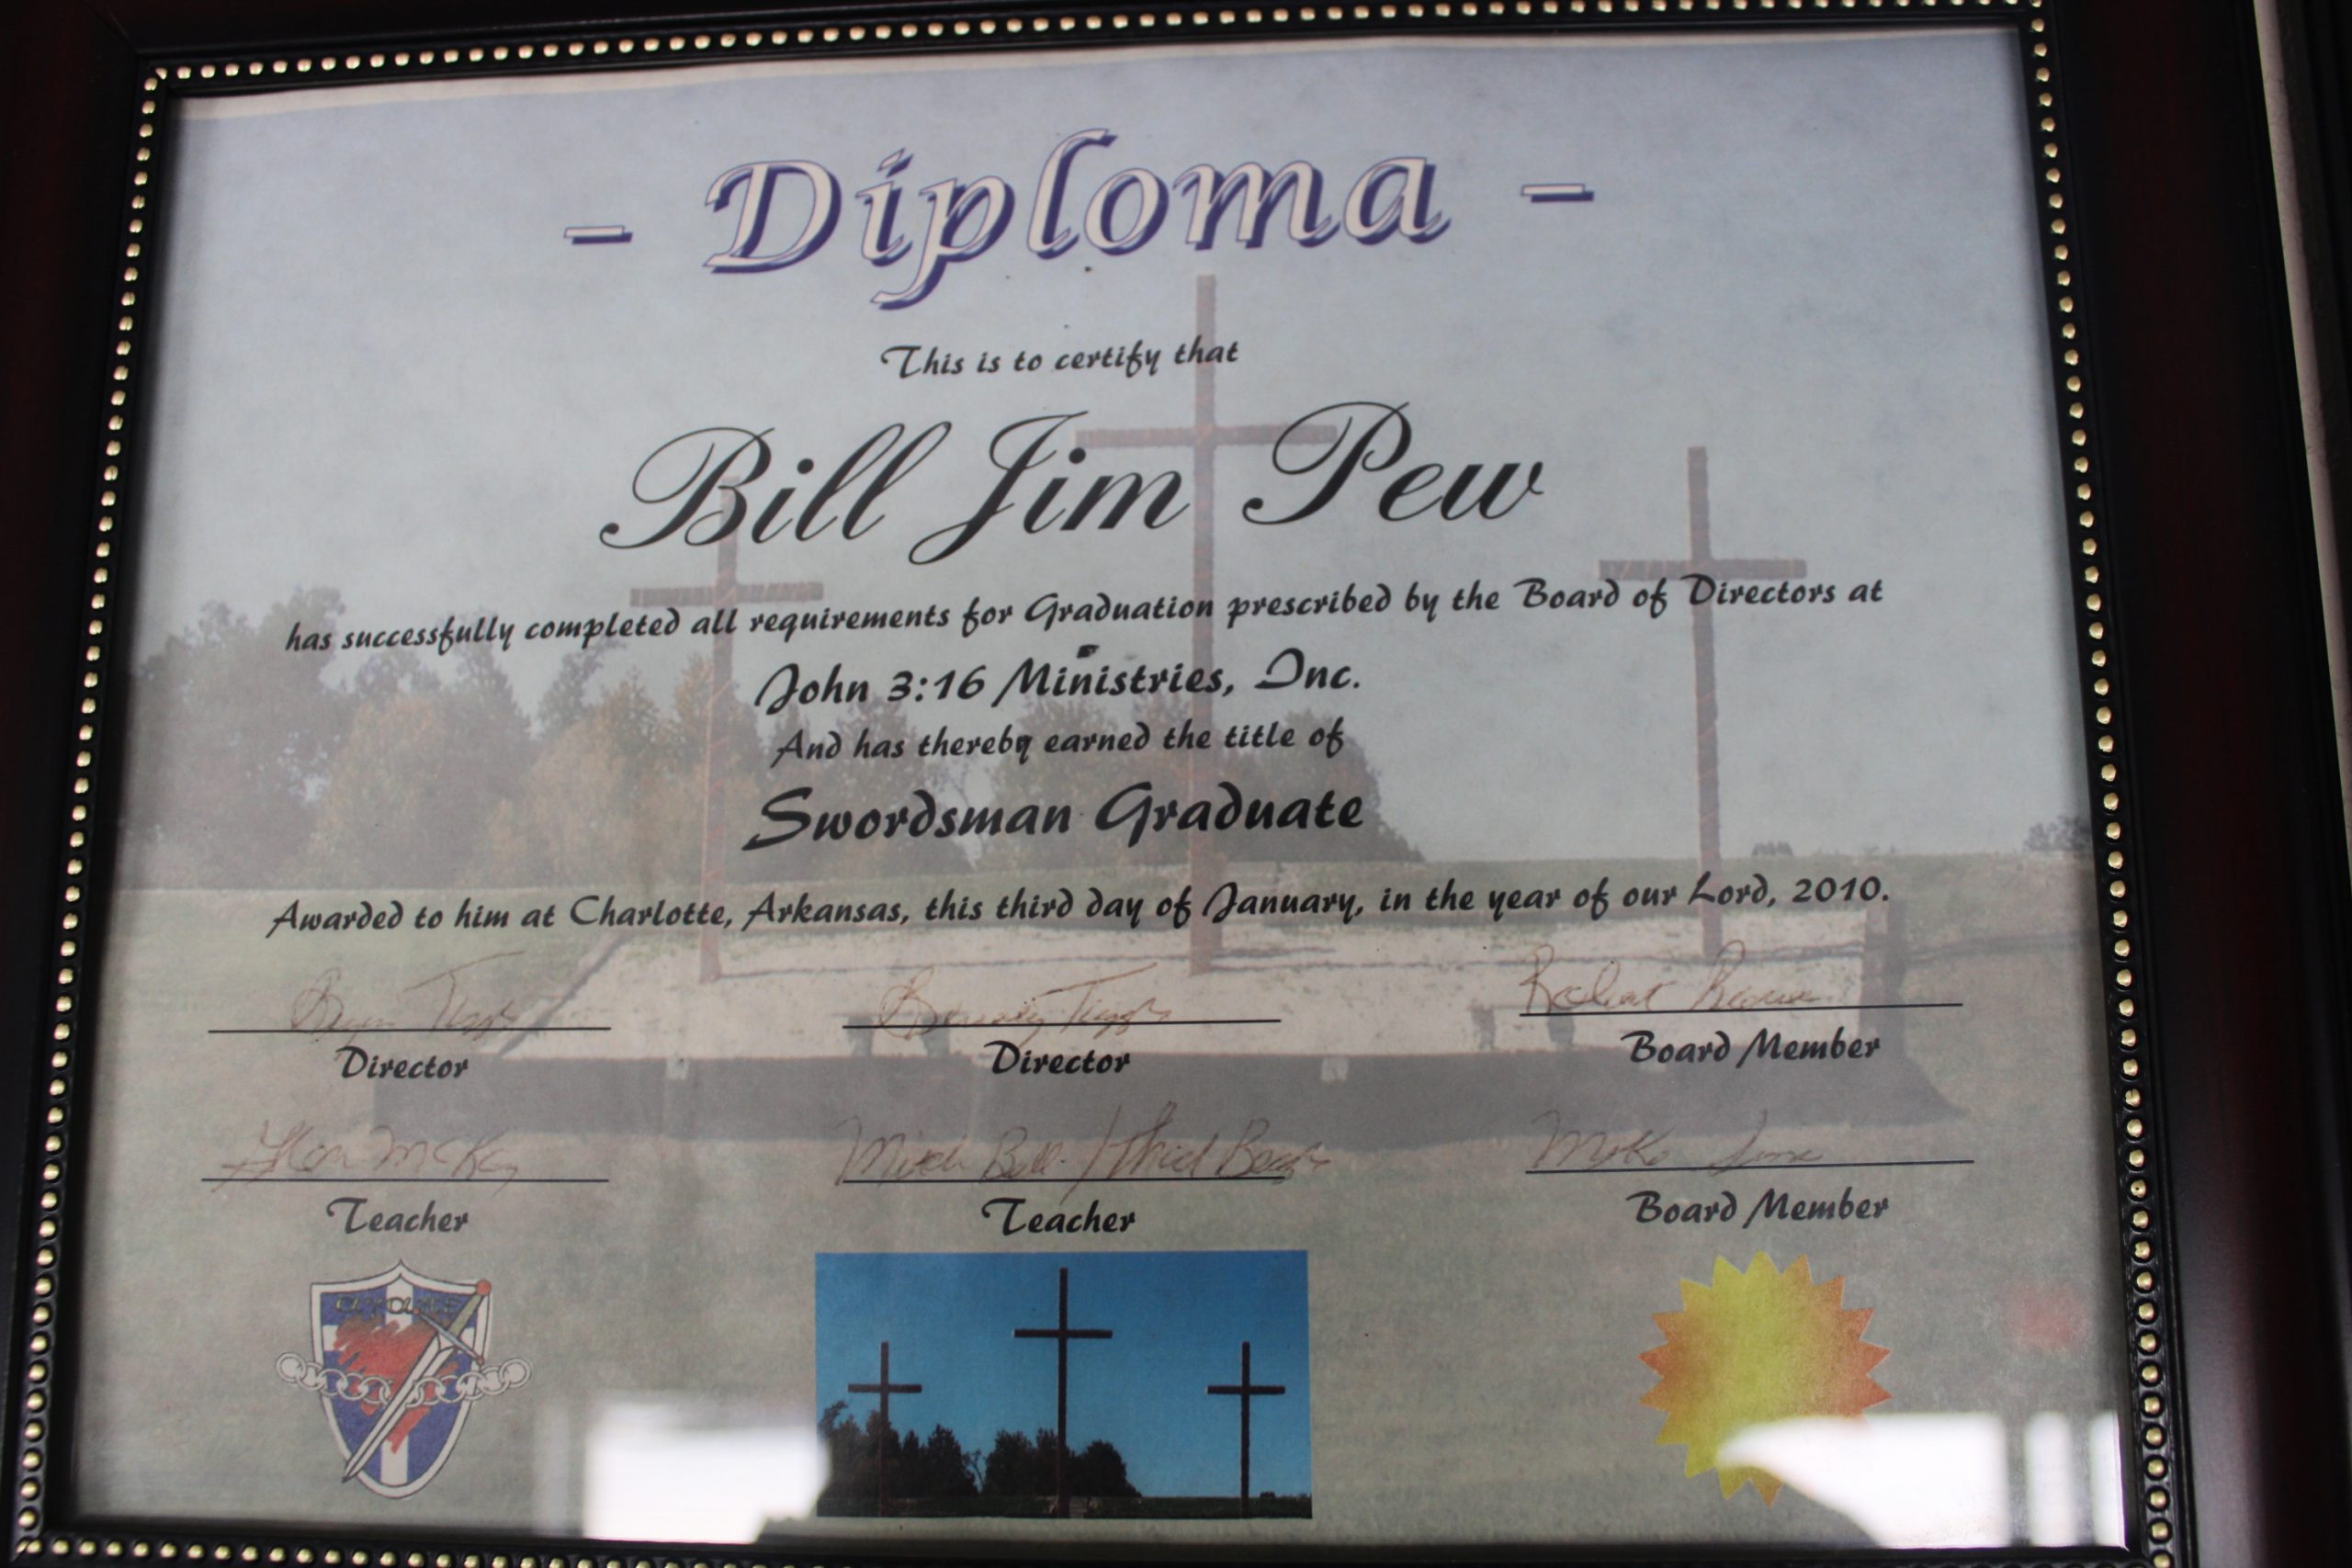 - Diploma -
This is to certify that
Bill Jim Pew
has successfully completed all requirements for Graduation prescribed by the Board of Directors at
John 3:16 Ministries, Inc.
And has thereby earned the title of
Swordsman Graduate
Awarded to him at Charlotte, Arkansas, this third day of January, in the year of our Lord, 2010.
Director Director Board Member
Teacher Teacher Board Member